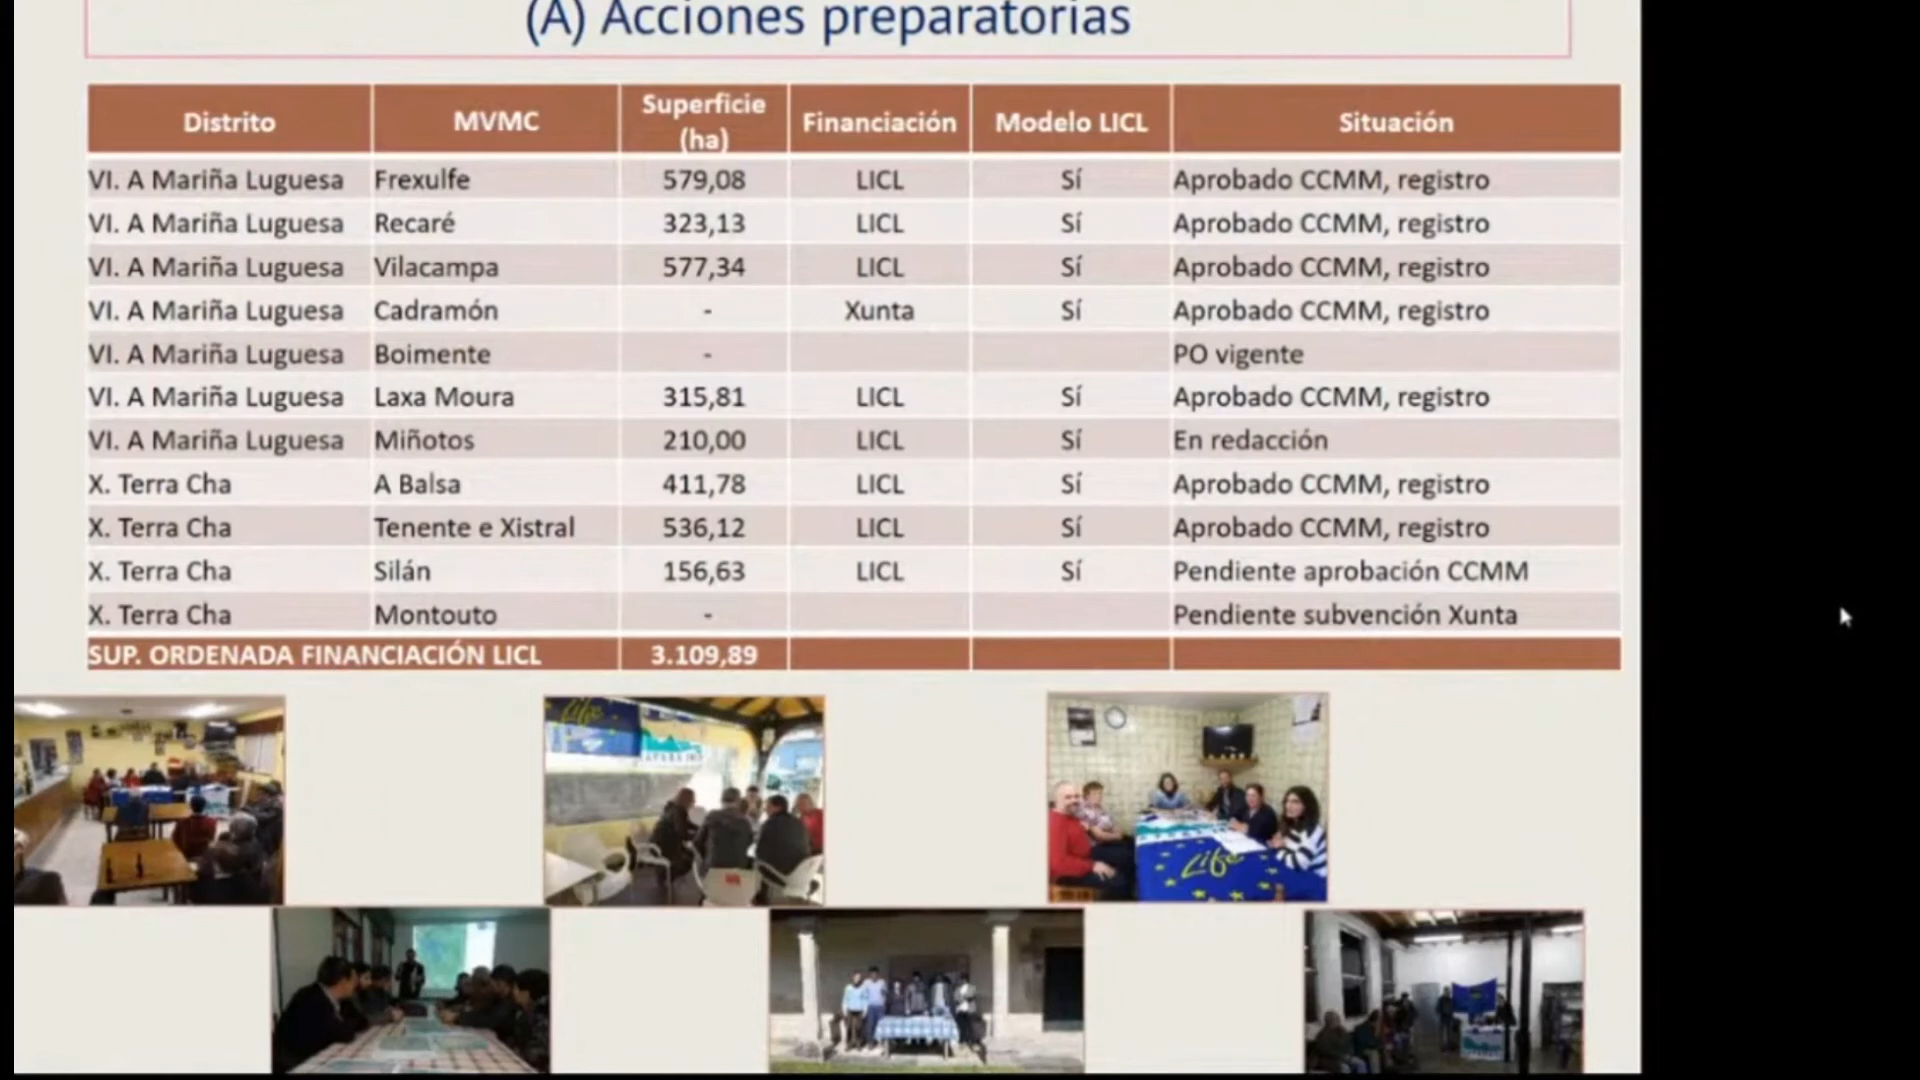 (A) Acciones preparatorias
Distrito MVMC Superficie (ha) Financiación Modelo LICL Situación
VI. A Mariña Luguesa Frexulfe 579,08 LICL Sí Aprobado CCMM, registro
VI. A Mariña Luguesa Recaré 323,13 LICL Sí Aprobado CCMM, registro
VI. A Mariña Luguesa Vilacampa 577,34 LICL Sí Aprobado CCMM, registro
VI. A Mariña Luguesa Cadramón - Xunta Sí Aprobado CCMM, registro
VI. A Mariña Luguesa Boimente - PO vigente
VI. A Mariña Luguesa Laxa Moura 315,81 LICL Sí Aprobado CCMM, registro
VI. A Mariña Luguesa Miñotos 210,00 LICL Sí En redacción
X. Terra Cha A Balsa 411,78 LICL Sí Aprobado CCMM, registro
X. Terra Cha Tenente e Xistral 536,12 LICL Sí Aprobado CCMM, registro
X. Terra Cha Silán 156,63 LICL Sí Pendiente aprobación CCMM
X. Terra Cha Montouto - Pendiente subvención Xunta
SUP. ORDENADA FINANCIACIÓN LICL 3.109,89
Life
Life